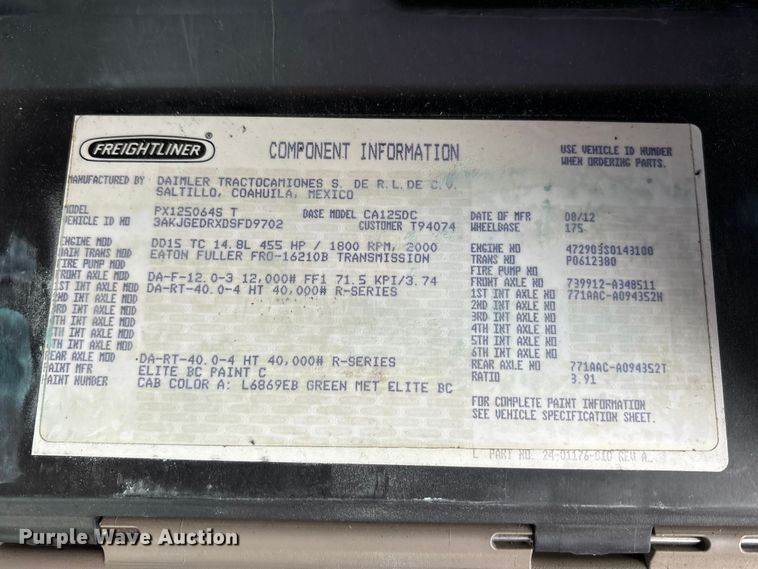 FREIGHTLINER®
COMPONENT INFORMATION
USE VEHICLE ID NUMBER
WHEN ORDERING PARTS.
MANUFACTURED BY DAIMLER TRACTOCAMIONES S. DE R.L. DE C.V.
SALTILLO, COAHUILA, MEXICO
MODEL PX125064S T BASE MODEL CA125DC DATE OF MFR 08/12
VEHICLE ID NO 3AKJGEDRXDSFD9702 CUSTOMER T94074 WHEELBASE 175
ENGINE MOD DD15 TC 14.8L 455 HP / 1800 RPM, 2000 ENGINE NO 472903S0143100
MAIN TRANS MOD EATON FULLER FRO-16210B TRANSMISSION TRANS NO P0612380
FIRE PUMP MOD FIRE PUMP NO
FRONT AXLE MOD DA-F-12.0-3 12,000# FF1 71.5 KPI/3.74 FRONT AXLE NO 739912-A348511
1ST INT AXLE MOD DA-RT-40.0-4 HT 40,000# R-SERIES 1ST INT AXLE NO 771AAC-A094352H
2ND INT AXLE MOD 2ND INT AXLE NO
3RD INT AXLE MOD 3RD INT AXLE NO
4TH INT AXLE MOD 4TH INT AXLE NO
5TH INT AXLE MOD 5TH INT AXLE NO
6TH INT AXLE MOD 6TH INT AXLE NO
REAR AXLE MOD DA-RT-40.0-4 HT 40,000# R-SERIES REAR AXLE NO 771AAC-A094352T
PAINT MFR ELITE BC PAINT C RATIO 3.91
PAINT NUMBER CAB COLOR A: L6869EB GREEN MET ELITE BC
FOR COMPLETE PAINT INFORMATION
SEE VEHICLE SPECIFICATION SHEET.
PART NO. 24-01176-010 REV A
Purple Wave Auction®
Purple Wave Auction